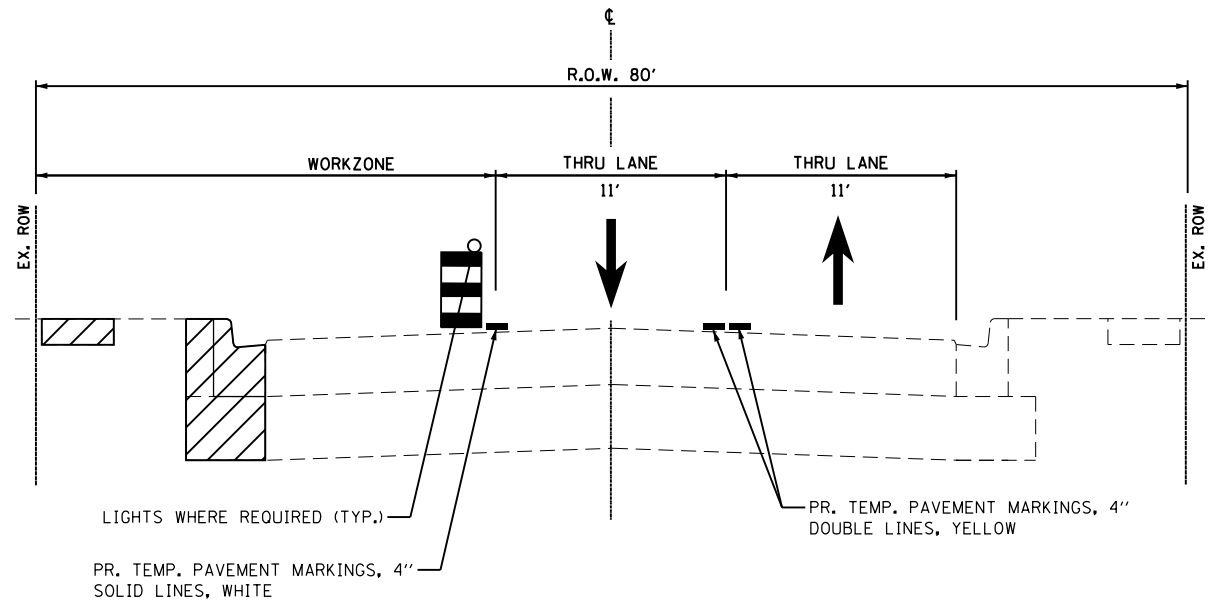 ℄
R.O.W. 80'
WORKZONE
THRU LANE
THRU LANE
11'
11'
EX. ROW
EX. ROW
LIGHTS WHERE REQUIRED (TYP.)
PR. TEMP. PAVEMENT MARKINGS, 4''
DOUBLE LINES, YELLOW
PR. TEMP. PAVEMENT MARKINGS, 4''
SOLID LINES, WHITE